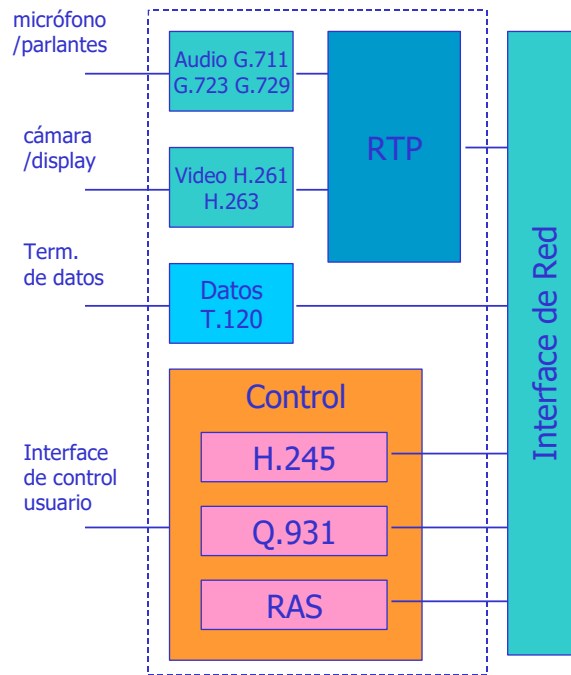 micrófono
/parlantes
Audio G.711
G.723 G.729
RTP
cámara
/display
Video H.261
H.263
Term.
de datos
Datos
T.120
Interface de Red
Control
H.245
Interface
de control
usuario
Q.931
RAS